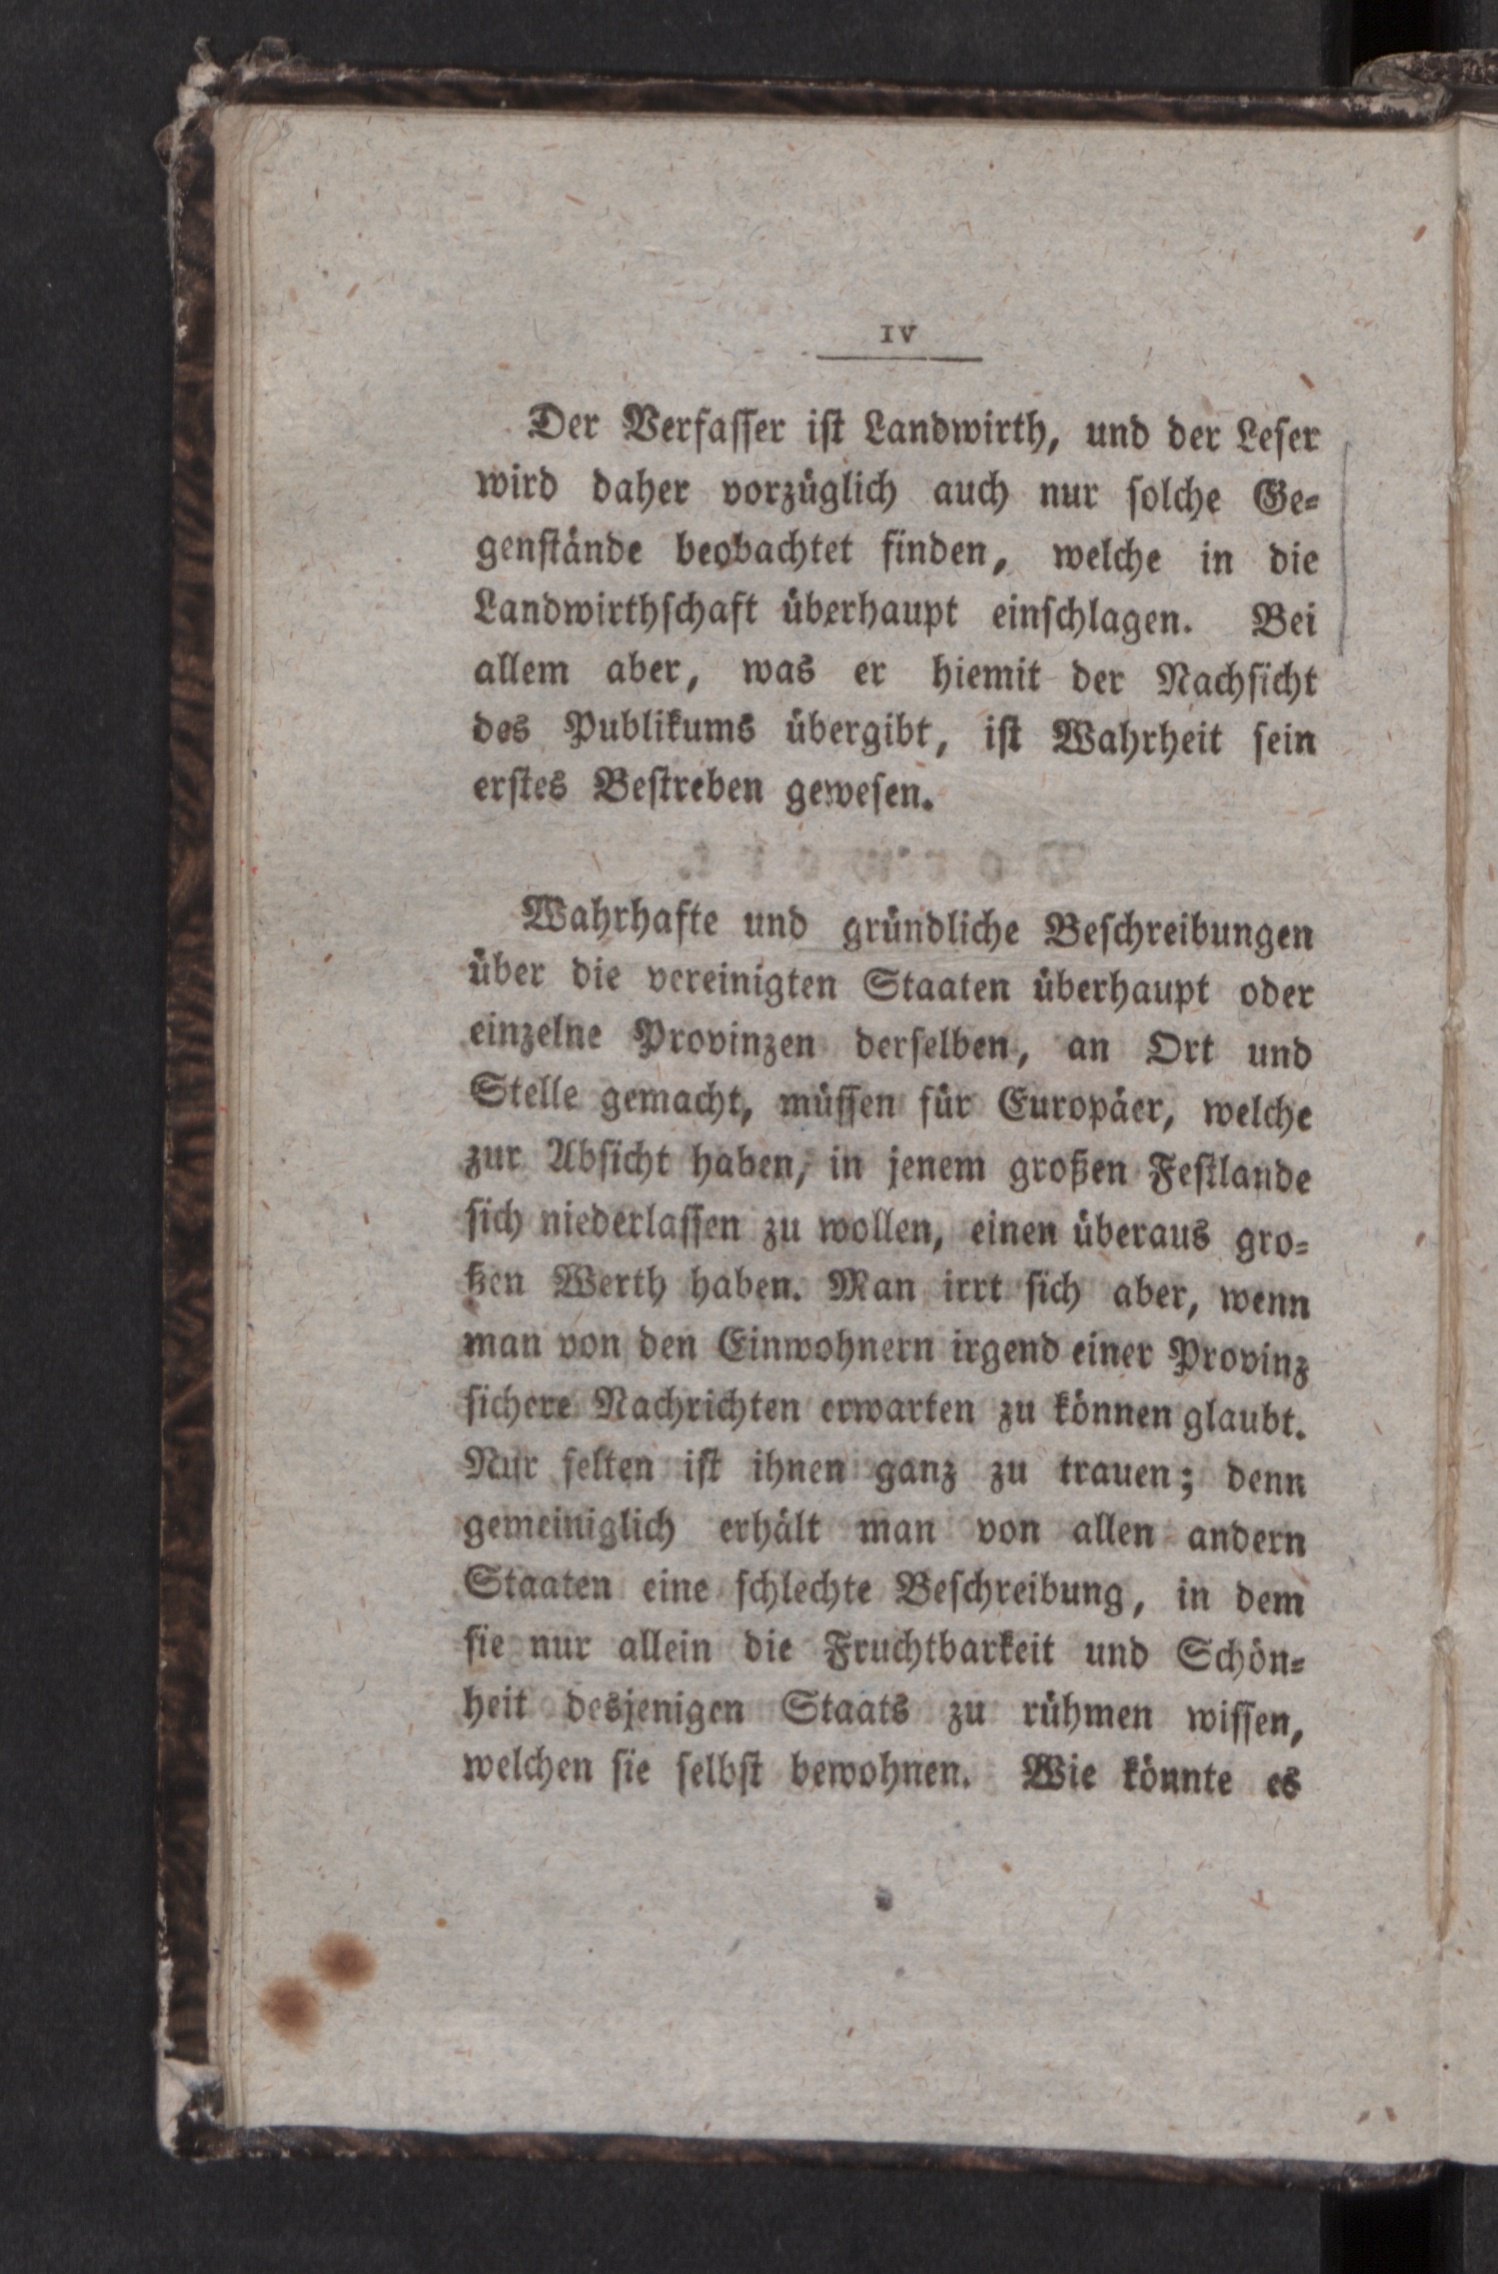 IV
Der Verfasser ist Landwirth, und der Leser
wird daher vorzüglich auch nur solche Ge-
genstände beobachtet finden, welche in die
Landwirthschaft überhaupt einschlagen. Bei
allem aber, was er hiemit der Nachsicht
des Publikums übergibt, ist Wahrheit sein
erstes Bestreben gewesen.
Wahrhafte und gründliche Beschreibungen
über die vereinigten Staaten überhaupt oder
einzelne Provinzen derselben, an Ort und
Stelle gemacht, müssen für Europäer, welche
zur Absicht haben, in jenem großen Festlande
sich niederlassen zu wollen, einen überaus gro-
ßen Werth haben. Man irrt sich aber, wenn
man von den Einwohnern irgend einer Provinz
sichere Nachrichten erwarten zu können glaubt.
Nur selten ist ihnen ganz zu trauen; denn
gemeiniglich erhält man von allen andern
Staaten eine schlechte Beschreibung, in dem
sie nur allein die Fruchtbarkeit und Schön-
heit desjenigen Staats zu rühmen wissen,
welchen sie selbst bewohnen. Wie könnte es